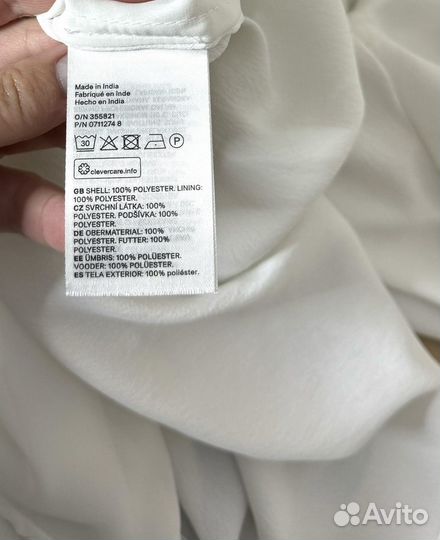 Made in India
Fabriqué en Inde
Hecho en India
O/N 355821
P/N 0711274 8
30 P
clevercare.info
GB SHELL: 100% POLYESTER. LINING:
100% POLYESTER.
CZ SVRCHNÍ LÁTKA: 100%
POLYESTER. PODŠÍVKA: 100%
POLYESTER.
DE OBERMATERIAL: 100%
POLYESTER. FUTTER: 100%
POLYESTER.
EE ÜMBRIS: 100% POLÜESTER.
VOODER: 100% POLÜESTER.
ES TELA EXTERIOR: 100% poliéster.
Avito